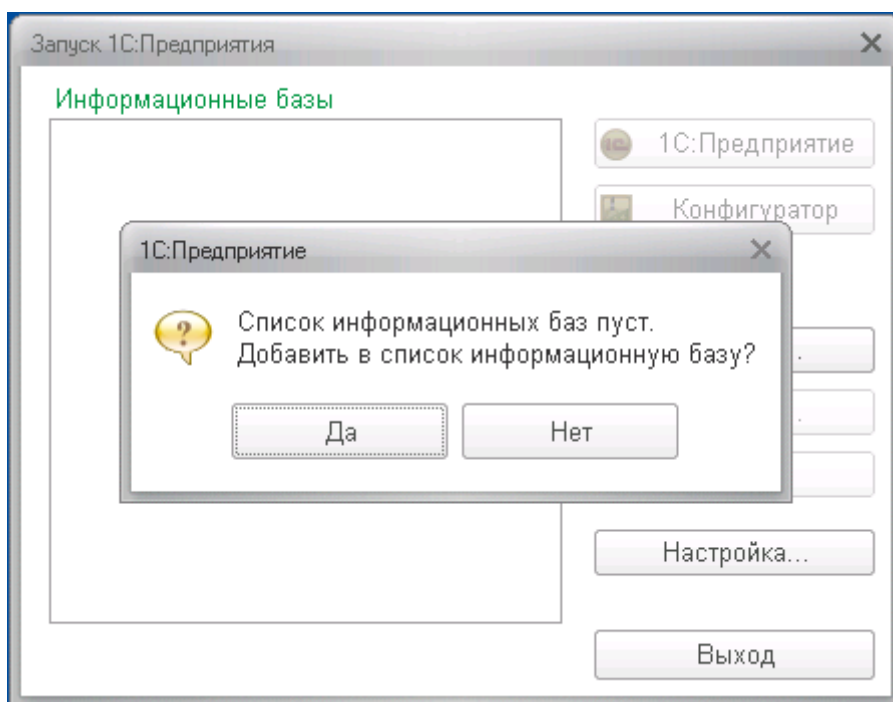 Запуск 1С:Предприятия
Информационные базы
1С:Предприятие
Конфигуратор
1С:Предприятие
Список информационных баз пуст.
Добавить в список информационную базу?
Да
Нет
Настройка...
Выход